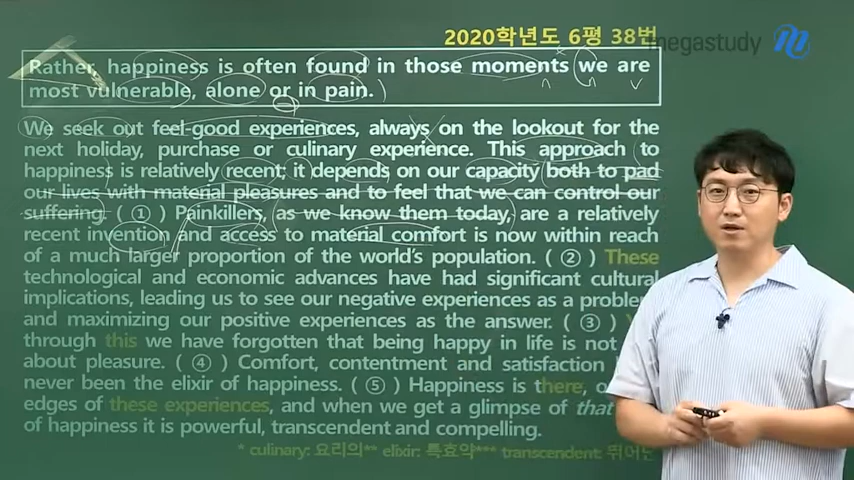 2020학년도 6평 38번
megastudy
Rather, happiness is often found in those moments we are
most vulnerable, alone or in pain.
We seek out feel-good experiences, always on the lookout for the
next holiday, purchase or culinary experience. This approach to
happiness is relatively recent; it depends on our capacity both to pad
our lives with material pleasures and to feel that we can control our
suffering. ( ① ) Painkillers, as we know them today, are a relatively
recent invention and access to material comfort is now within reach
of a much larger proportion of the world's population. ( ② ) These
technological and economic advances have had significant cultural
implications, leading us to see our negative experiences as a problem
and maximizing our positive experiences as the answer. ( ③ )
through this we have forgotten that being happy in life is not
about pleasure. ( ④ ) Comfort, contentment and satisfaction
never been the elixir of happiness. ( ⑤ ) Happiness is there,
edges of these experiences, and when we get a glimpse of that
of happiness it is powerful, transcendent and compelling.
* culinary: 요리의** elixir: 특효약*** transcendent: 뛰어난